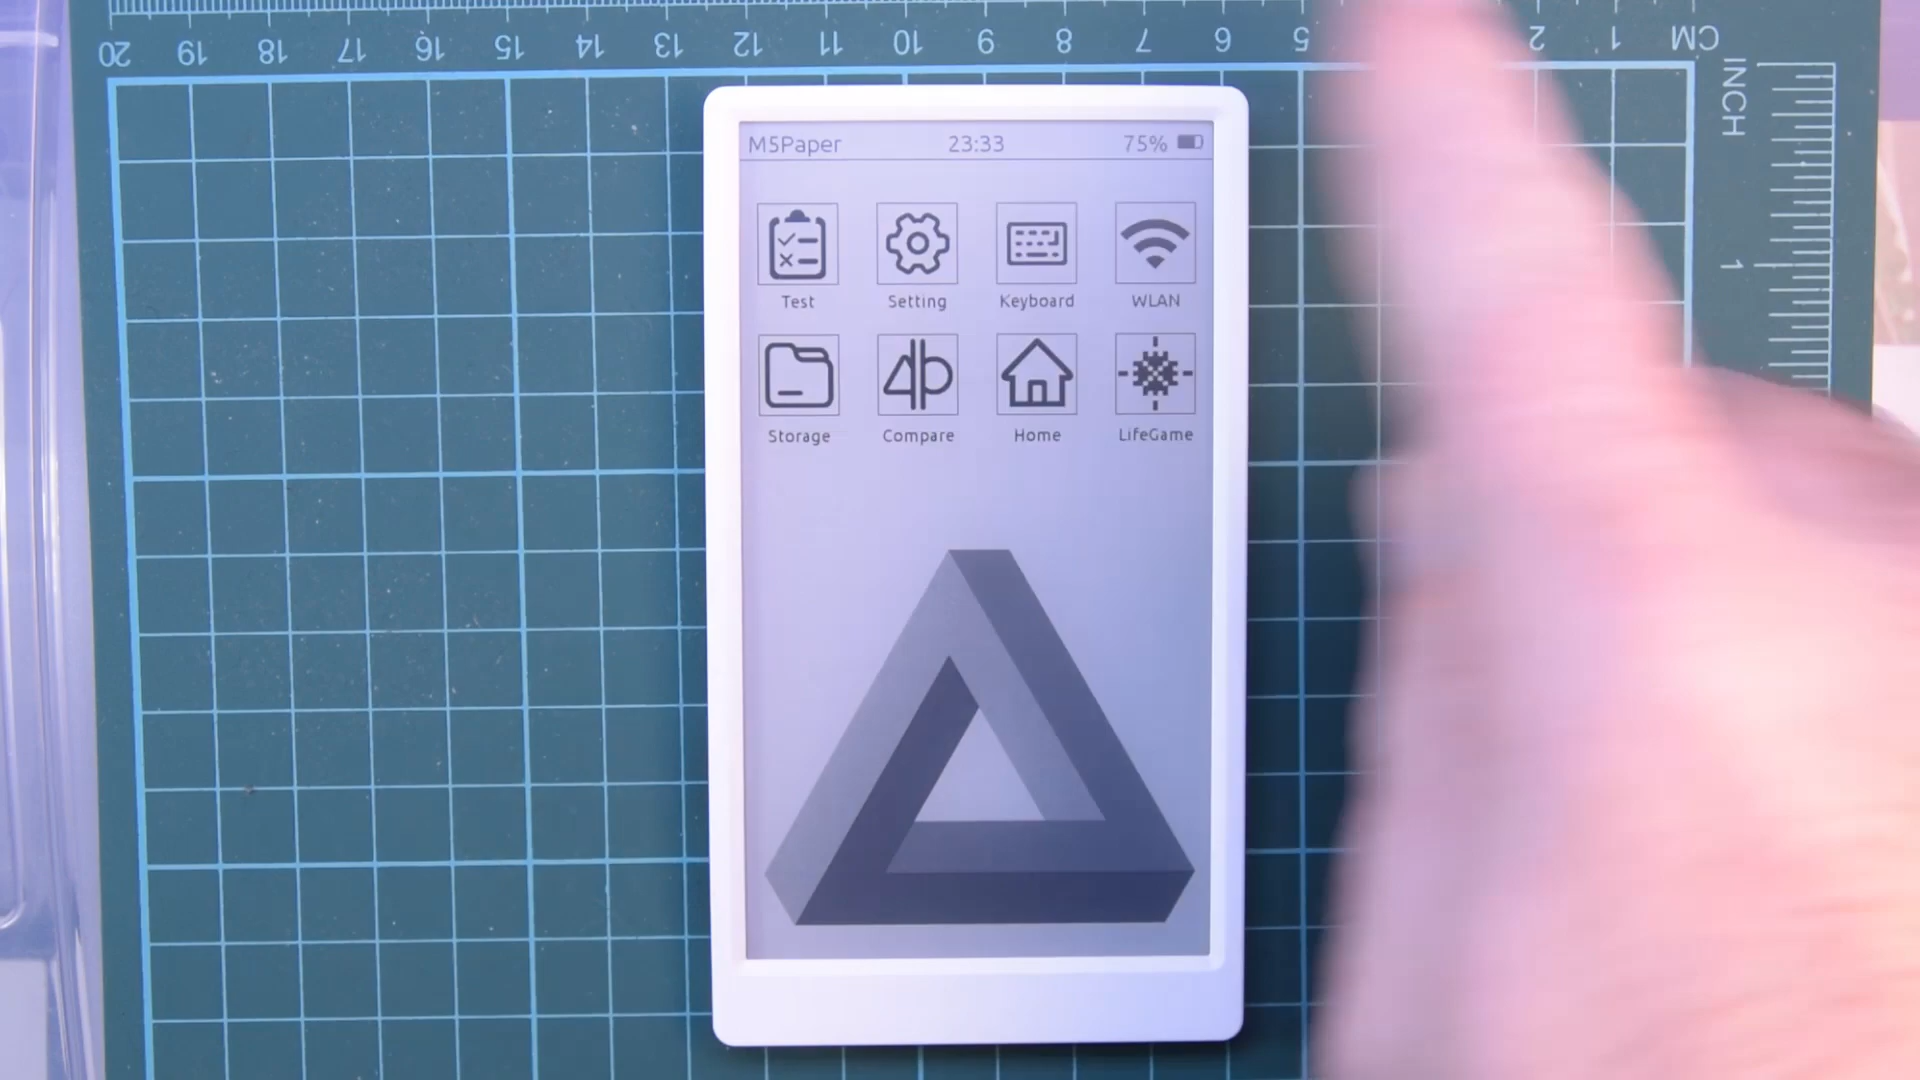 20 19 18 17 16 15 14 13 12 11 10 9 8 7 6 5 2 1 CM
INCH
1
M5Paper 23:33 75%
Test Setting Keyboard WLAN
Storage Compare Home LifeGame